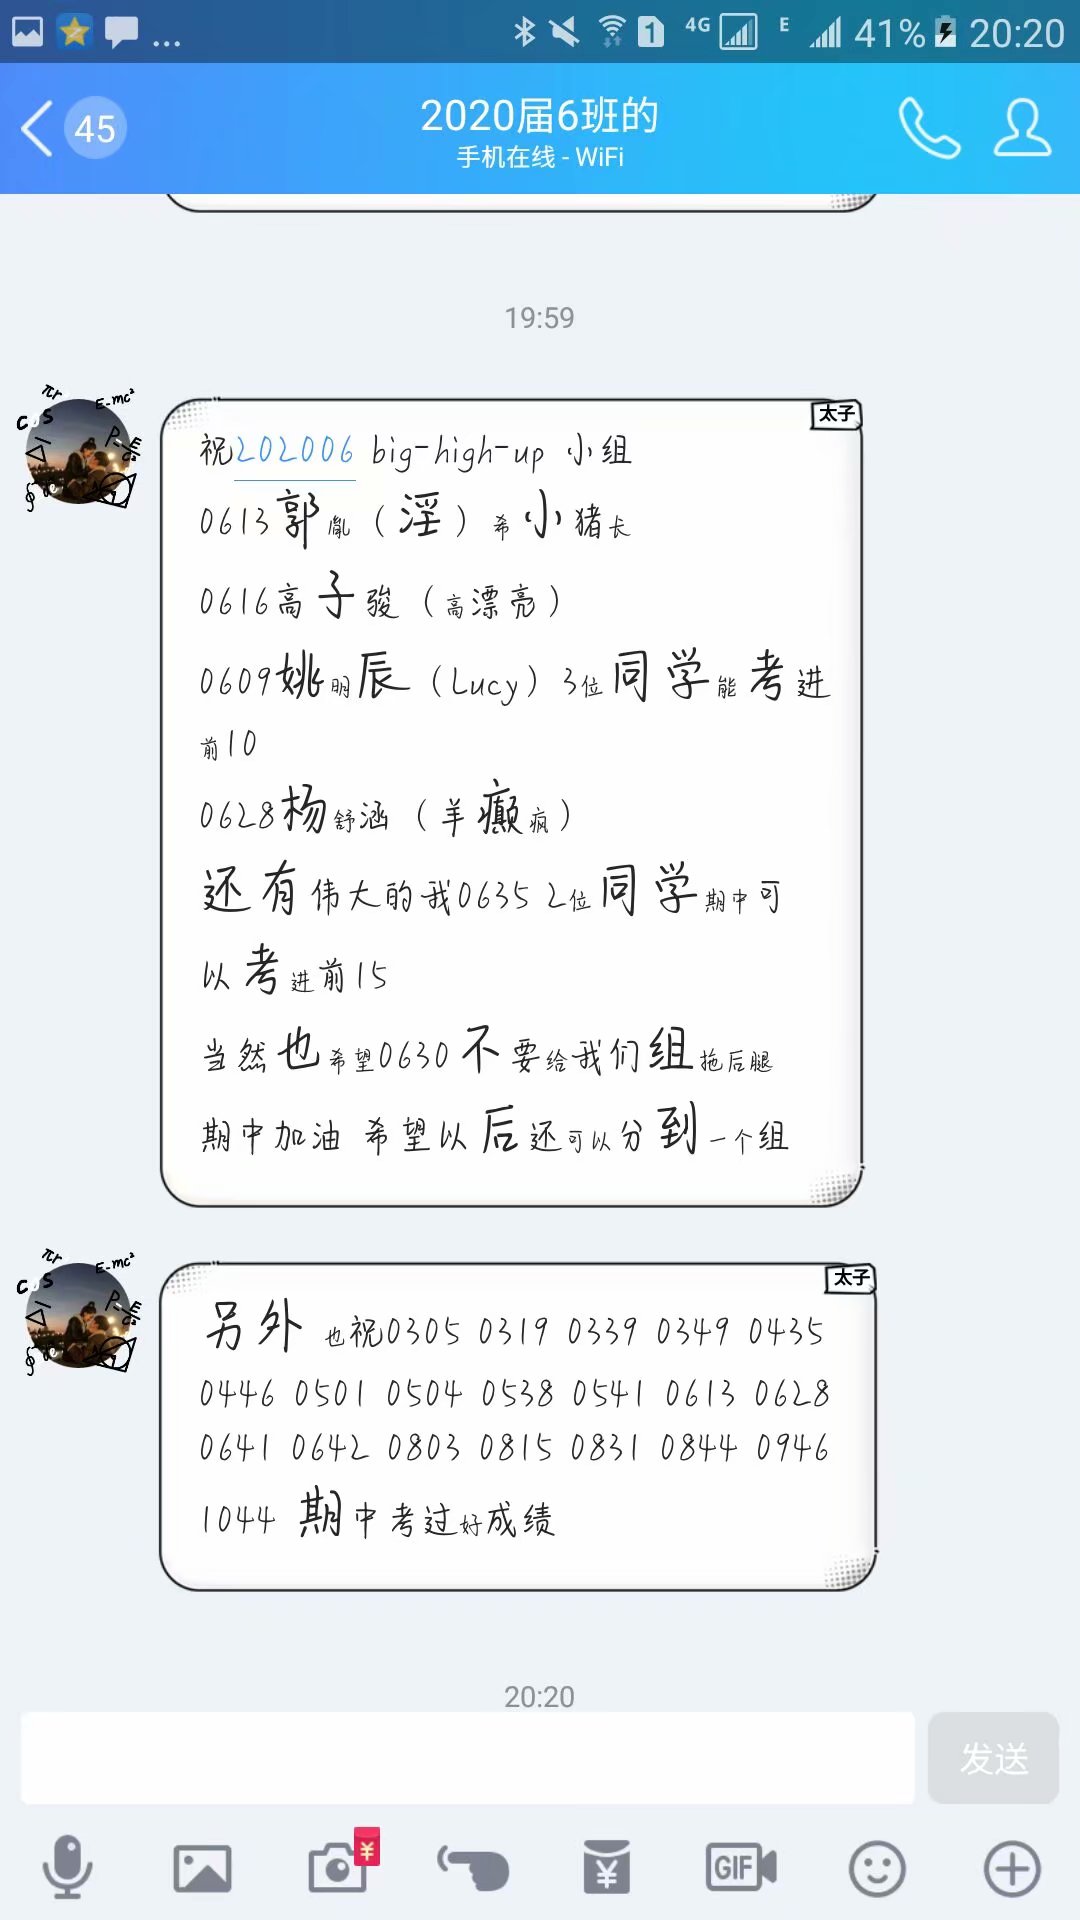 ... 1 4G E 41% 20:20
45 2020届6班的
手机在线 - WiFi
19:59
太子
祝202006 big-high-up 小组
0613郭胤（淫）希小猪长
0616高子骏（高漂亮）
0609姚明辰（Lucy）3位同学能考进
前10
0628杨舒涵（羊癫疯）
还有伟大的我0635 2位同学期中可
以考进前15
当然也希望0630不要给我们组拖后腿
期中加油 希望以后还可以分到一个组
太子
另外 也祝0305 0319 0339 0349 0435
0446 0501 0504 0538 0541 0613 0628
0641 0642 0803 0815 0831 0844 0946
1044 期中考过好成绩
20:20
发送
GIF